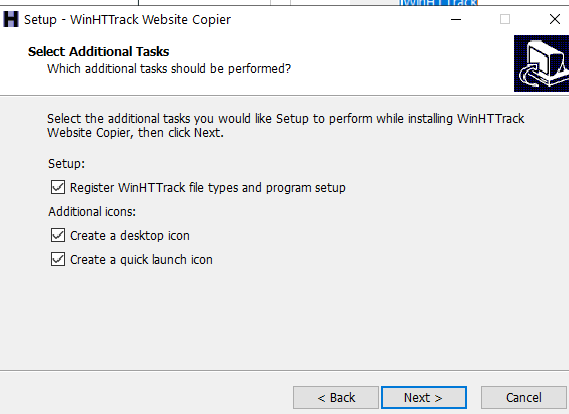 WinHTTrack
Setup - WinHTTrack Website Copier
Select Additional Tasks
Which additional tasks should be performed?
Select the additional tasks you would like Setup to perform while installing WinHTTrack
Website Copier, then click Next.
Setup:
Register WinHTTrack file types and program setup
Additional icons:
Create a desktop icon
Create a quick launch icon
< Back
Next >
Cancel